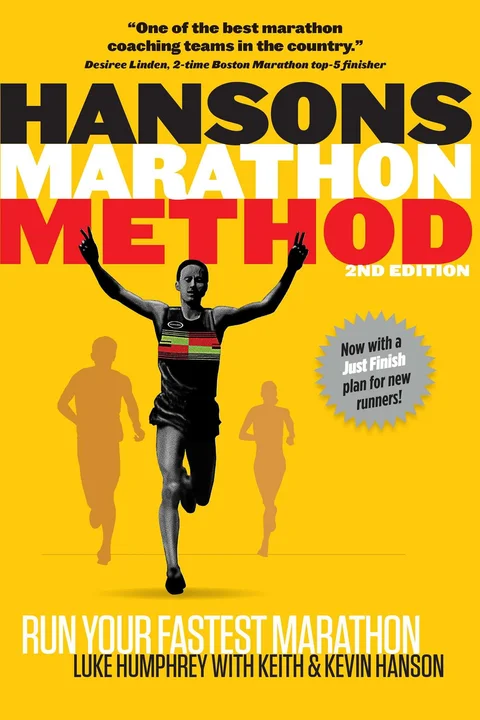 “One of the best marathon
coaching teams in the country.”
Desiree Linden, 2-time Boston Marathon top-5 finisher
HANSONS
MARATHON
METHOD
2ND EDITION
Now with a
Just Finish
plan for new
runners!
RUN YOUR FASTEST MARATHON
LUKE HUMPHREY WITH KEITH & KEVIN HANSON